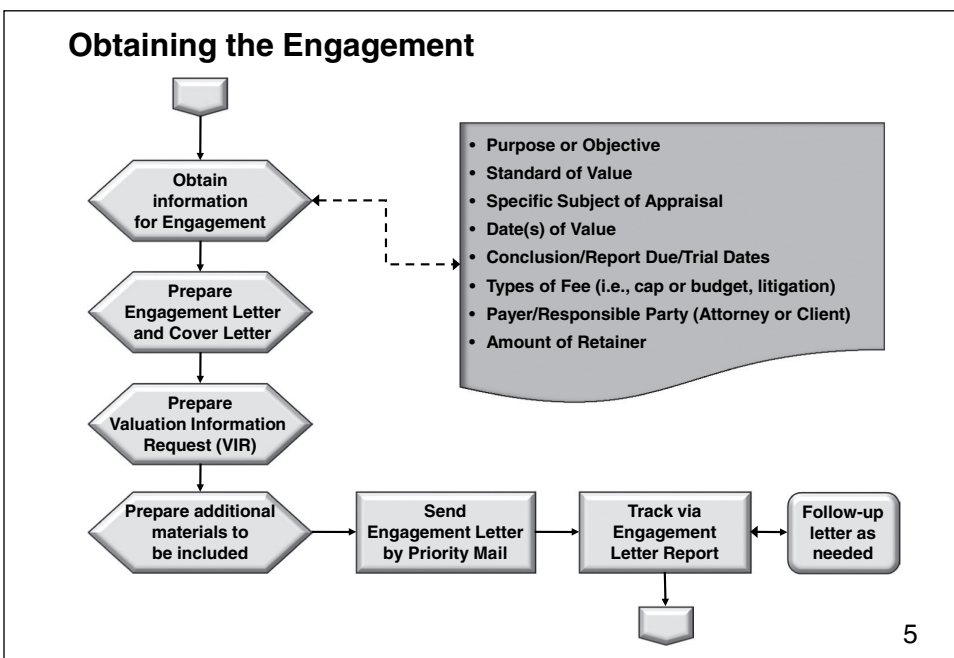 Obtaining the Engagement
Obtain
information
for Engagement
• Purpose or Objective
• Standard of Value
• Specific Subject of Appraisal
• Date(s) of Value
• Conclusion/Report Due/Trial Dates
• Types of Fee (i.e., cap or budget, litigation)
• Payer/Responsible Party (Attorney or Client)
• Amount of Retainer
Prepare
Engagement Letter
and Cover Letter
Prepare
Valuation Information
Request (VIR)
Prepare additional
materials to
be included
Send
Engagement Letter
by Priority Mail
Track via
Engagement
Letter Report
Follow-up
letter as
needed
5